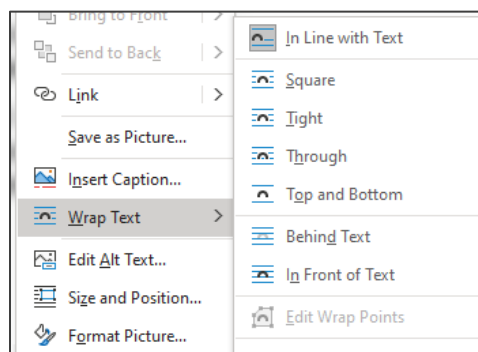 Bring to Front
Send to Back
Link
Save as Picture...
Insert Caption...
Wrap Text
Edit Alt Text...
Size and Position...
Format Picture...
In Line with Text
Square
Tight
Through
Top and Bottom
Behind Text
In Front of Text
Edit Wrap Points